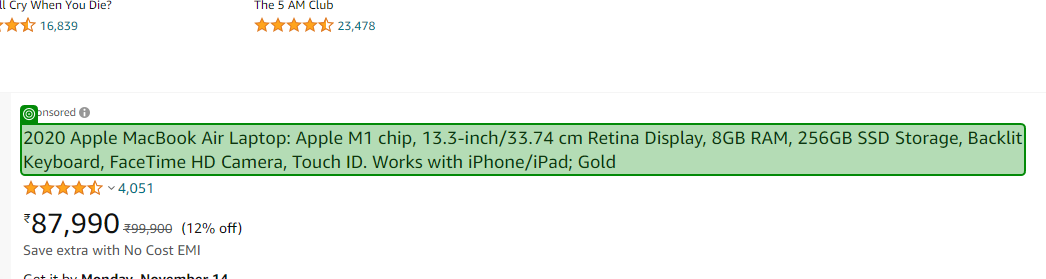 ll Cry When You Die?
The 5 AM Club
16,839
23,478
onsored
2020 Apple MacBook Air Laptop: Apple M1 chip, 13.3-inch/33.74 cm Retina Display, 8GB RAM, 256GB SSD Storage, Backlit
Keyboard, FaceTime HD Camera, Touch ID. Works with iPhone/iPad; Gold
4,051
₹87,990 ₹99,900 (12% off)
Save extra with No Cost EMI
Get it by Monday, November 14